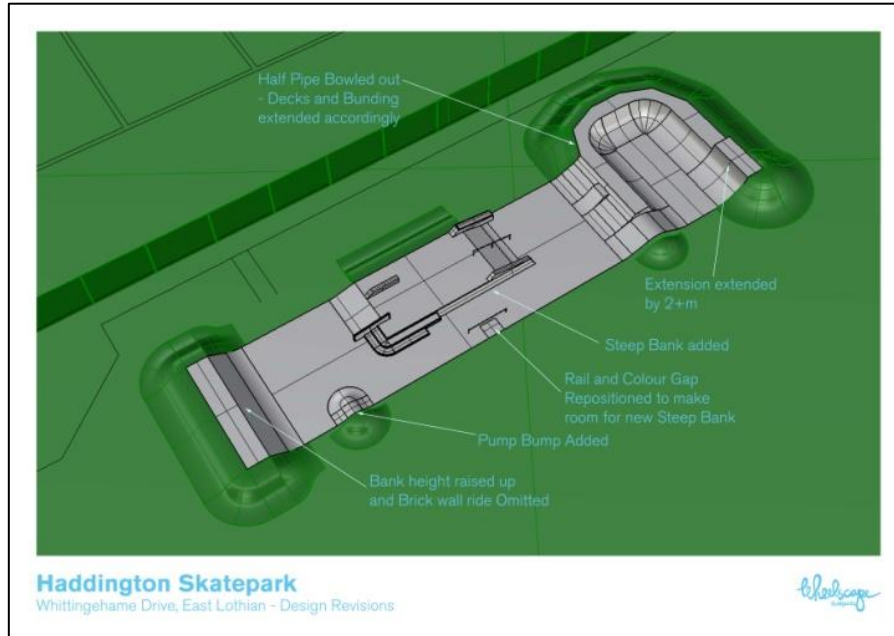 Half Pipe Bowled out
- Decks and Bunding
extended accordingly
Extension extended
by 2+m
Steep Bank added
Rail and Colour Gap
Repositioned to make
room for new Steep Bank
Pump Bump Added
Bank height raised up
and Brick wall ride Omitted
Haddington Skatepark
Whittingehame Drive, East Lothian - Design Revisions
wheelscape